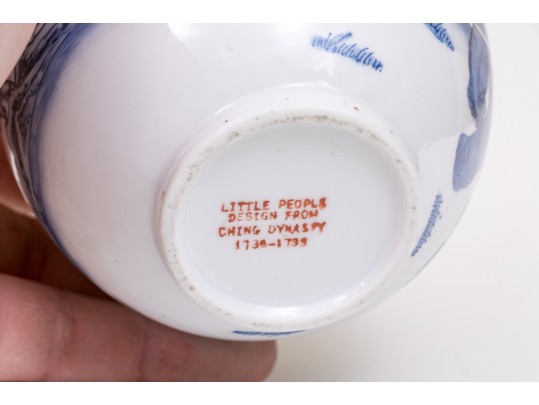 LITTLE PEOPLE
DESIGN FROM
CHING DYNASTY
1736-1799